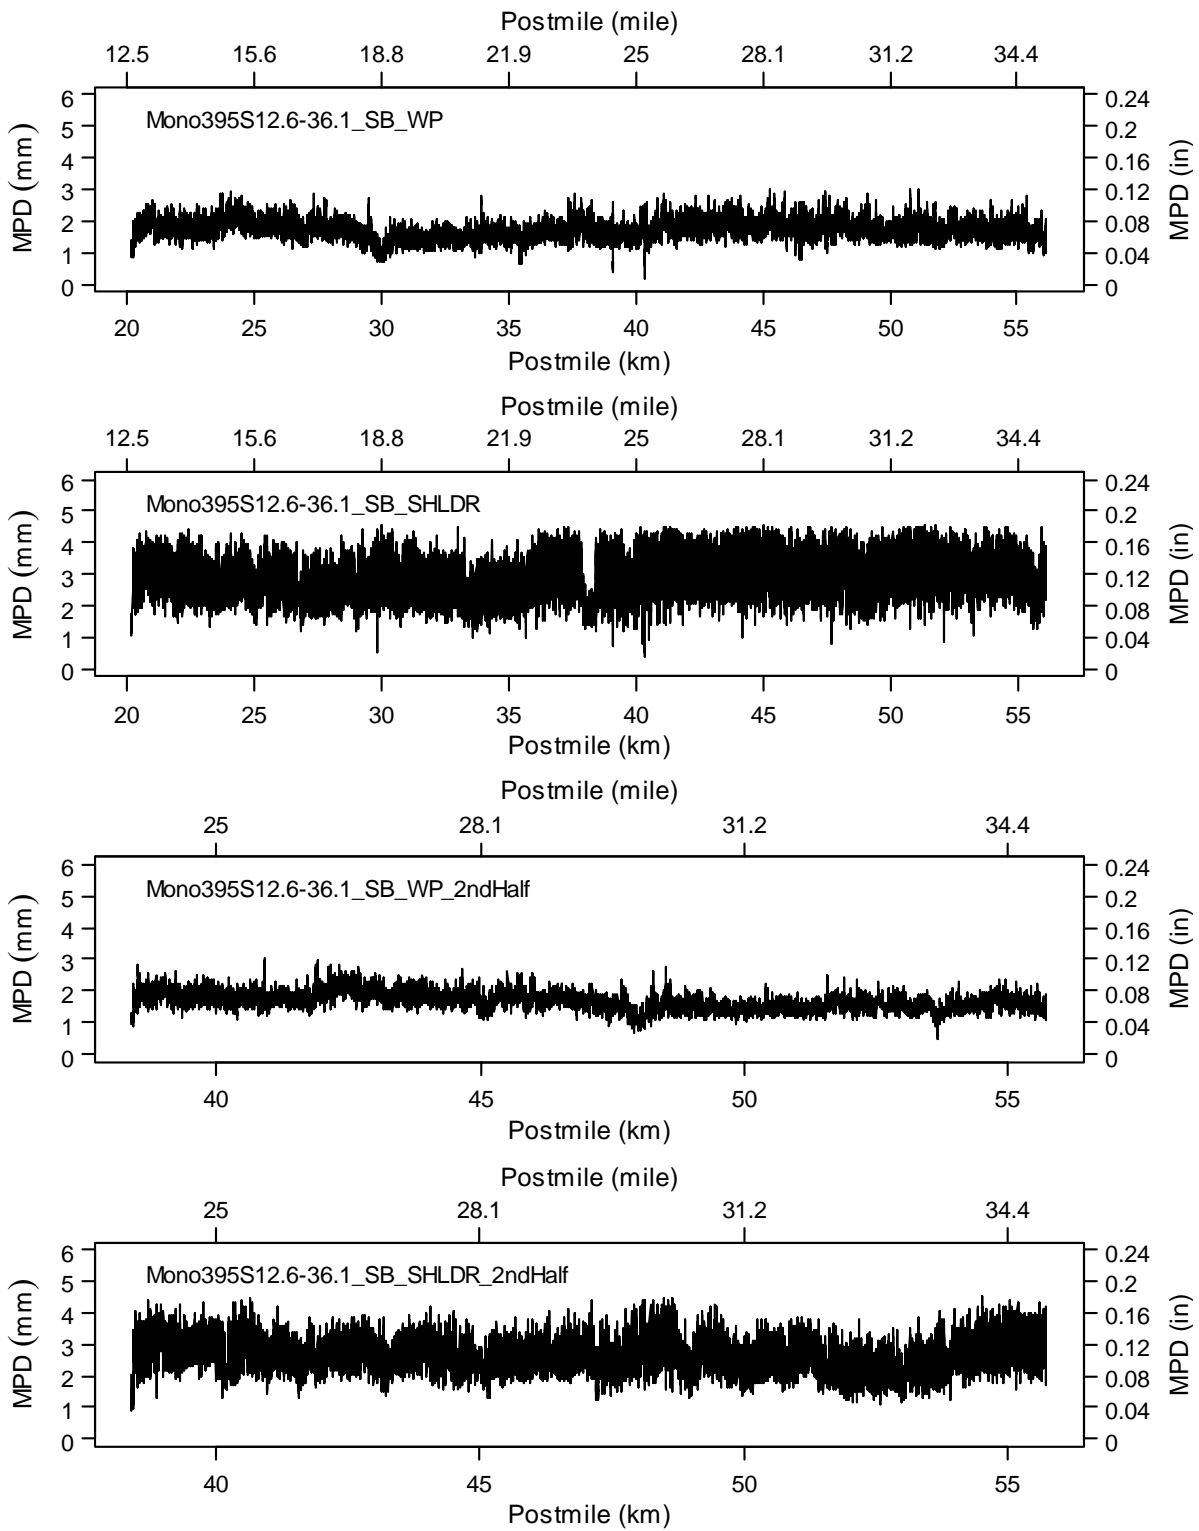 Postmile (mile)
12.5 15.6 18.8 21.9 25 28.1 31.2 34.4
Mono395S12.6-36.1_SB_WP
MPD (mm)
6
5
4
3
2
1
0
0.24
0.2
0.16
0.12
0.08
0.04
0
MPD (in)
20 25 30 35 40 45 50 55
Postmile (km)
Postmile (mile)
12.5 15.6 18.8 21.9 25 28.1 31.2 34.4
Mono395S12.6-36.1_SB_SHLDR
MPD (mm)
6
5
4
3
2
1
0
0.24
0.2
0.16
0.12
0.08
0.04
0
MPD (in)
20 25 30 35 40 45 50 55
Postmile (km)
Postmile (mile)
25 28.1 31.2 34.4
Mono395S12.6-36.1_SB_WP_2ndHalf
MPD (mm)
6
5
4
3
2
1
0
0.24
0.2
0.16
0.12
0.08
0.04
0
MPD (in)
40 45 50 55
Postmile (km)
Postmile (mile)
25 28.1 31.2 34.4
Mono395S12.6-36.1_SB_SHLDR_2ndHalf
MPD (mm)
6
5
4
3
2
1
0
0.24
0.2
0.16
0.12
0.08
0.04
0
MPD (in)
40 45 50 55
Postmile (km)